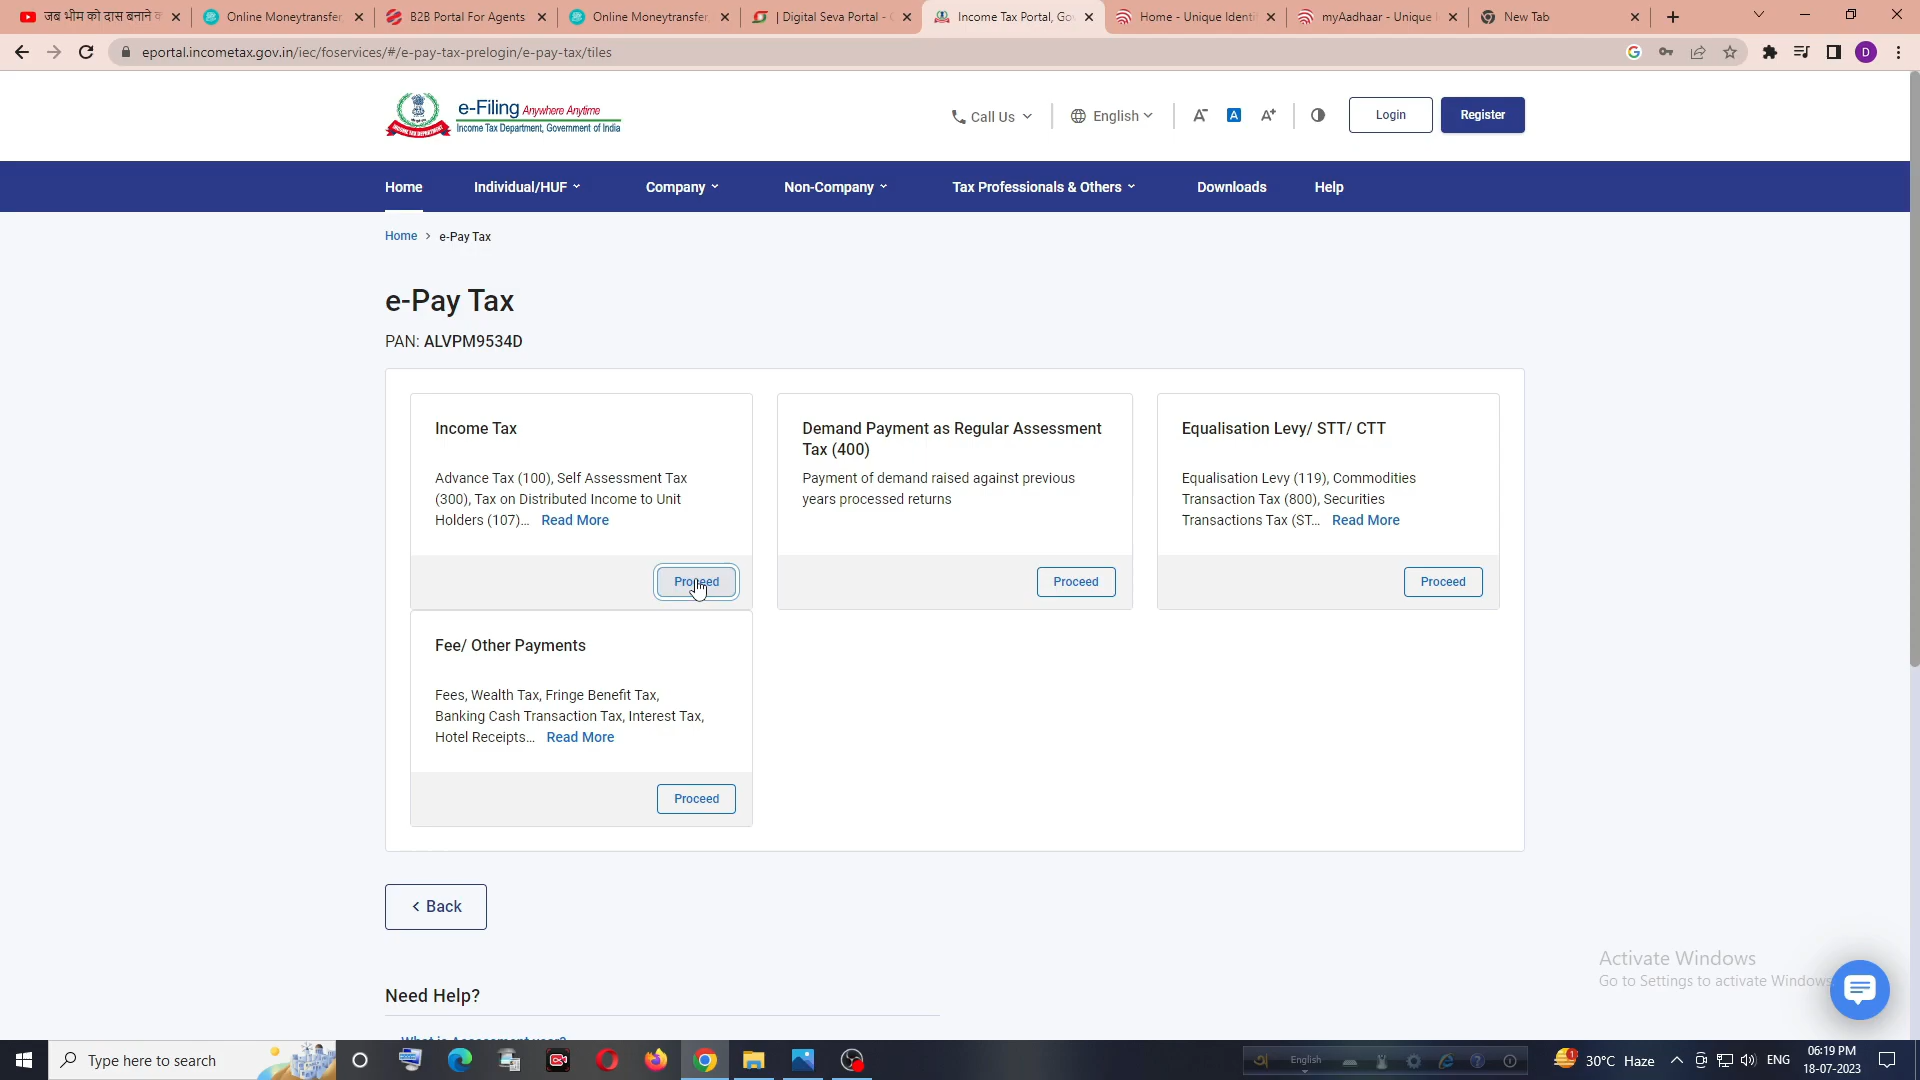 जब भीम को दास बनाने
Online Moneytransfer,
B2B Portal For Agents
Online Moneytransfer,
| Digital Seva Portal -
Income Tax Portal, Go
Home - Unique Identi
myAadhaar - Unique
New Tab
eportal.incometax.gov.in/iec/foservices/#/e-pay-tax-prelogin/e-pay-tax/tiles
D
e-Filing Anywhere Anytime
Income Tax Department, Government of India
Call Us
English
A
A
A+
Login
Register
Home
Individual/HUF
Company
Non-Company
Tax Professionals & Others
Downloads
Help
Home > e-Pay Tax
e-Pay Tax
PAN: ALVPM9534D
Income Tax
Advance Tax (100), Self Assessment Tax
(300), Tax on Distributed Income to Unit
Holders (107)... Read More
Proceed
Demand Payment as Regular Assessment
Tax (400)
Payment of demand raised against previous
years processed returns
Proceed
Equalisation Levy/ STT/ CTT
Equalisation Levy (119), Commodities
Transaction Tax (800), Securities
Transactions Tax (ST... Read More
Proceed
Fee/ Other Payments
Fees, Wealth Tax, Fringe Benefit Tax,
Banking Cash Transaction Tax, Interest Tax,
Hotel Receipts... Read More
Proceed
< Back
Need Help?
What is Assessment year?
Activate Windows
Go to Settings to activate Windows
Type here to search
English
1
30°C Haze
ENG
06:19 PM
18-07-2023